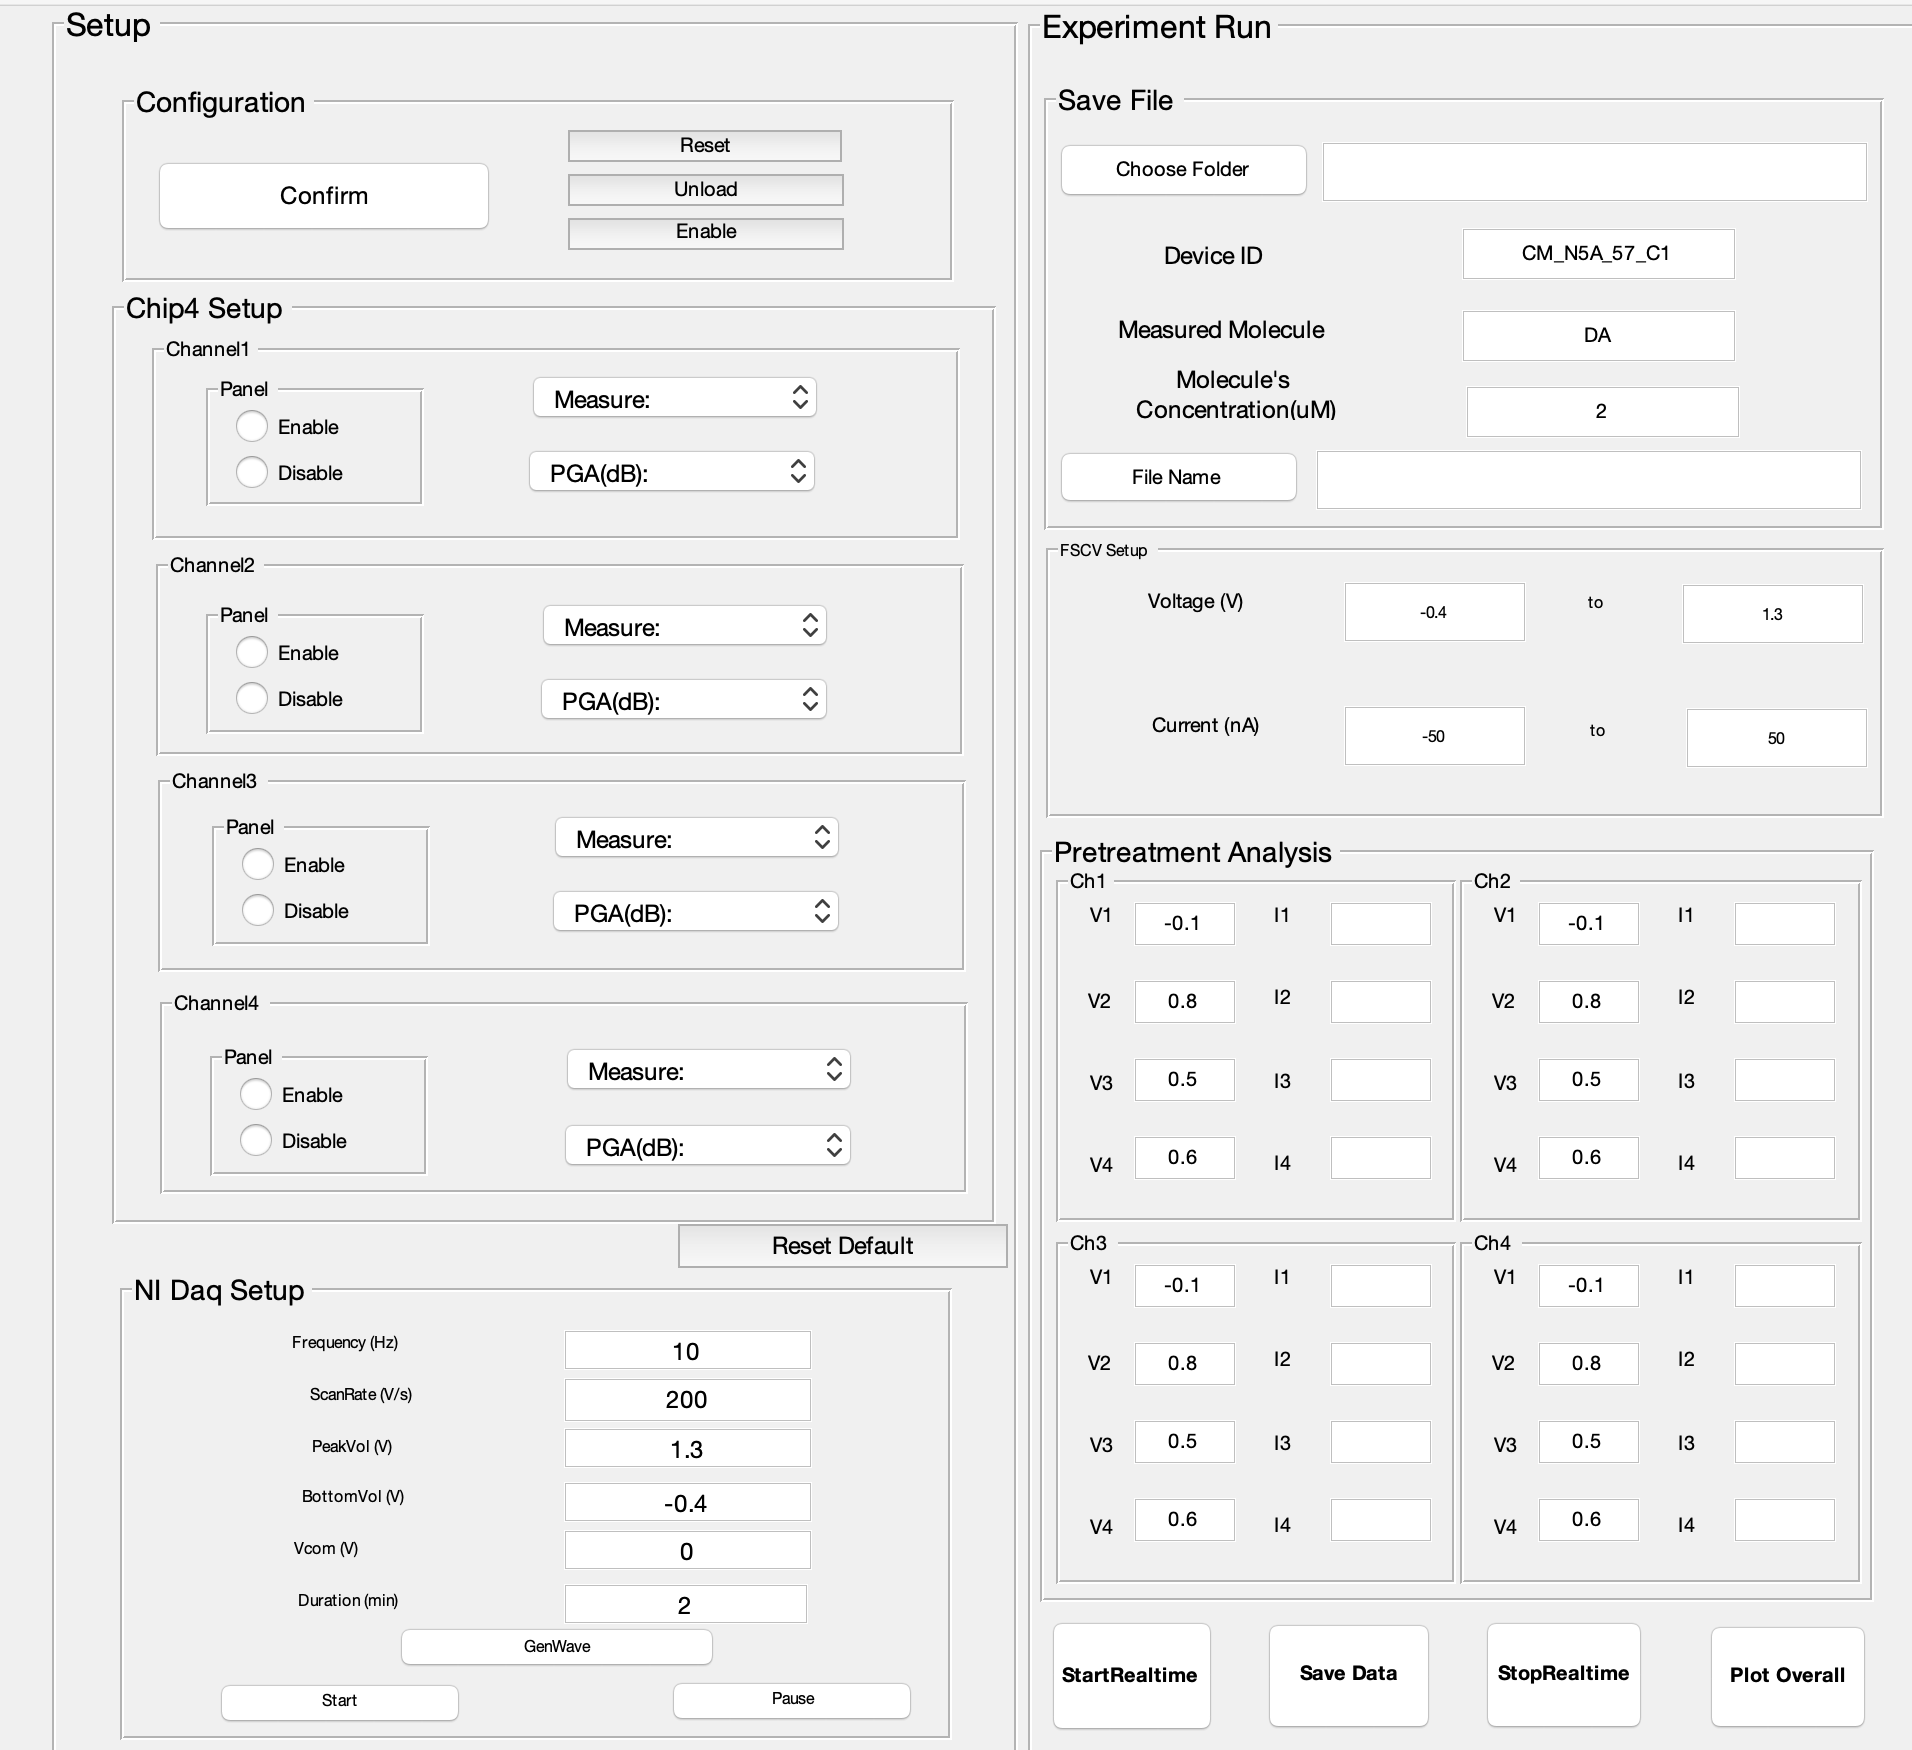 Setup
Configuration
Confirm
Reset
Unload
Enable
Chip4 Setup
Channel1
Panel
Enable
Disable
Measure:
PGA(dB):
Channel2
Panel
Enable
Disable
Measure:
PGA(dB):
Channel3
Panel
Enable
Disable
Measure:
PGA(dB):
Channel4
Panel
Enable
Disable
Measure:
PGA(dB):
Reset Default
NI Daq Setup
Frequency (Hz) 10
ScanRate (V/s) 200
PeakVol (V) 1.3
BottomVol (V) -0.4
Vcom (V) 0
Duration (min) 2
GenWave
Start Pause
Experiment Run
Save File
Choose Folder
Device ID CM_N5A_57_C1
Measured Molecule DA
Molecule's
Concentration(uM) 2
File Name
FSCV Setup
Voltage (V) -0.4 to 1.3
Current (nA) -50 to 50
Pretreatment Analysis
Ch1
V1 -0.1 I1
V2 0.8 I2
V3 0.5 I3
V4 0.6 I4
Ch2
V1 -0.1 I1
V2 0.8 I2
V3 0.5 I3
V4 0.6 I4
Ch3
V1 -0.1 I1
V2 0.8 I2
V3 0.5 I3
V4 0.6 I4
Ch4
V1 -0.1 I1
V2 0.8 I2
V3 0.5 I3
V4 0.6 I4
StartRealtime Save Data StopRealtime Plot Overall